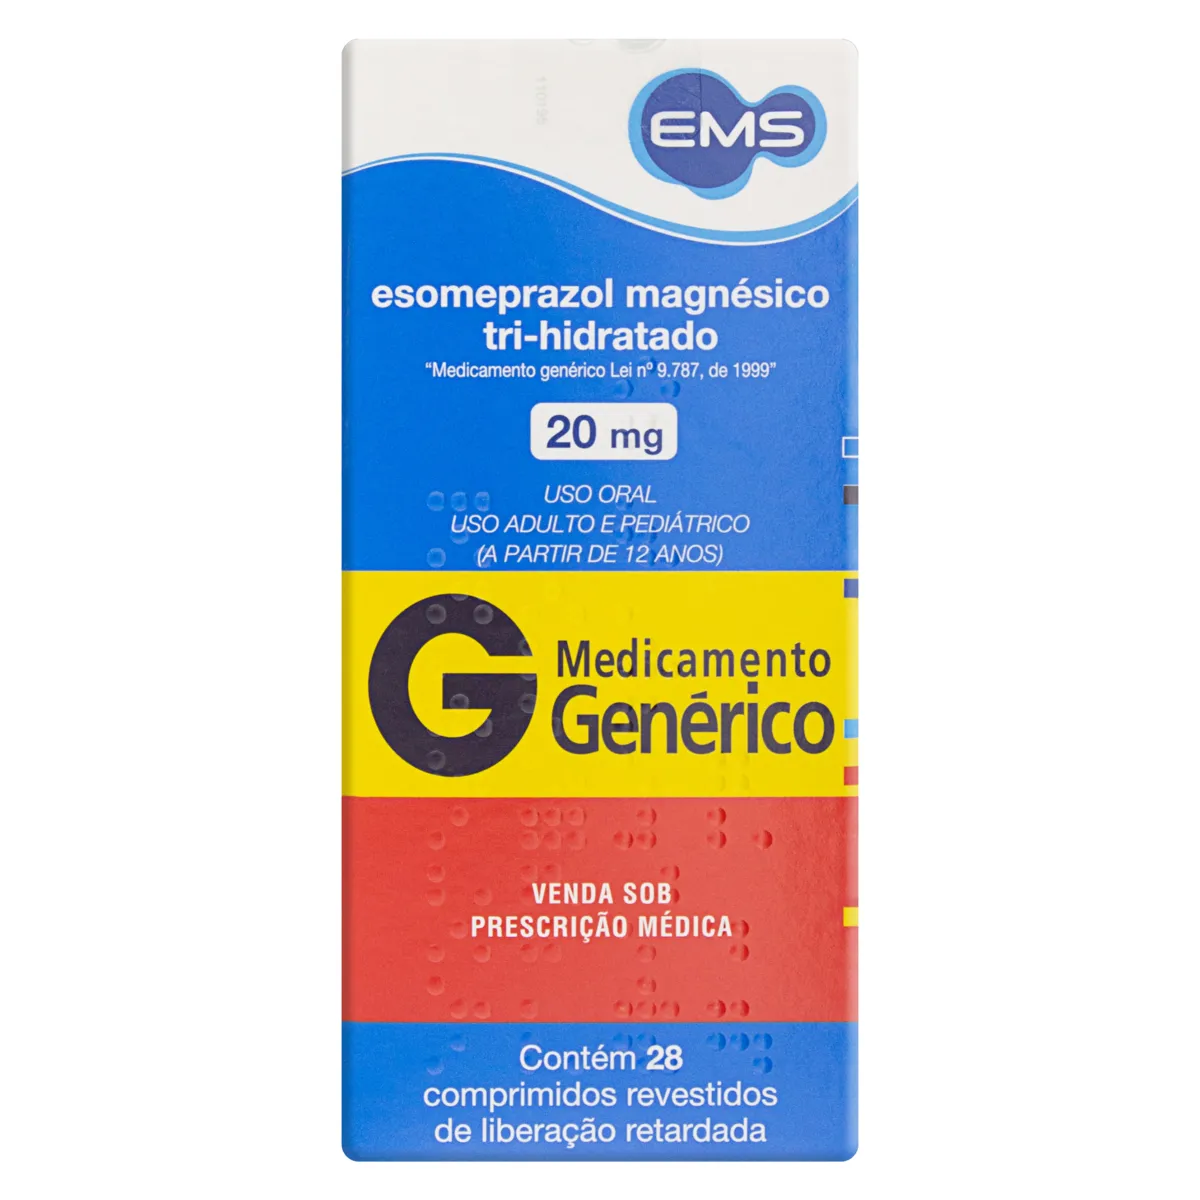 EMS
esomeprazol magnésico
tri-hidratado
"Medicamento genérico Lei nº 9.787, de 1999"
20 mg
USO ORAL
USO ADULTO E PEDIÁTRICO
(A PARTIR DE 12 ANOS)
G Medicamento
Genérico
VENDA SOB
PRESCRIÇÃO MÉDICA
Contém 28
comprimidos revestidos
de liberação retardada